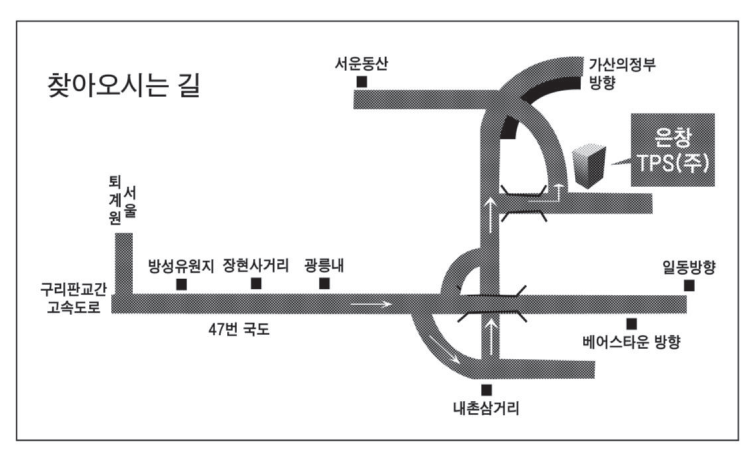 찾아오시는 길
서운동산
가산의정부
방향
은창
TPS(주)
퇴계원
서울
방성유원지
장현사거리
광릉내
일동방향
구리판교간
고속도로
47번 국도
베어스타운 방향
내촌삼거리